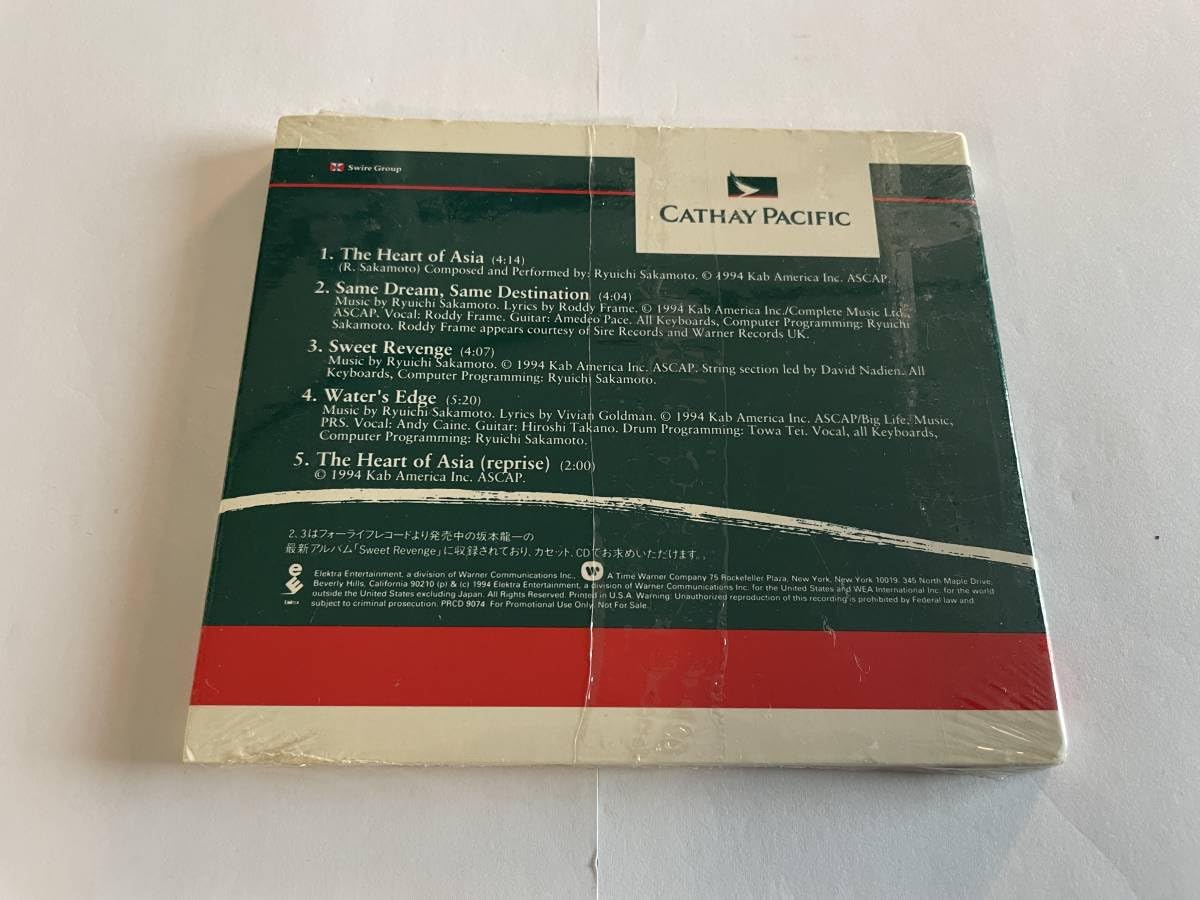 Swire Group
CATHAY PACIFIC
1. The Heart of Asia (4:14)
(R. Sakamoto) Composed and Performed by: Ryuichi Sakamoto. © 1994 Kab America Inc. ASCAP.
2. Same Dream, Same Destination (4:04)
Music by Ryuichi Sakamoto. Lyrics by Roddy Frame. © 1994 Kab America Inc./Complete Music Ltd.,
ASCAP. Vocal: Roddy Frame. Guitar: Amedeo Pace. All Keyboards, Computer Programming: Ryuichi
Sakamoto. Roddy Frame appears courtesy of Sire Records and Warner Records UK.
3. Sweet Revenge (4:07)
Music by Ryuichi Sakamoto. © 1994 Kab America Inc. ASCAP. String section led by David Nadien. All
Keyboards, Computer Programming: Ryuichi Sakamoto.
4. Water's Edge (5:20)
Music by Ryuichi Sakamoto. Lyrics by Vivian Goldman. © 1994 Kab America Inc. ASCAP/Big Life. Music,
PRS. Vocal: Andy Caine. Guitar: Hiroshi Takano. Drum Programming: Towa Tei. Vocal, all Keyboards,
Computer Programming: Ryuichi Sakamoto.
5. The Heart of Asia (reprise) (2:00)
© 1994 Kab America Inc. ASCAP.
2、3はフォーライフレコードより発売中の坂本龍一の
最新アルバム「Sweet Revenge」に収録されており、カセット、CDでお求めいただけます。
Elektra Entertainment, a division of Warner Communications Inc., A Time Warner Company 75 Rockefeller Plaza, New York, New York 10019. 345 North Maple Drive,
Beverly Hills, California 90210 (p) & (c) 1994 Elektra Entertainment, a division of Warner Communications Inc. for the United States and WEA International Inc. for the world
outside the United States excluding Japan. All Rights Reserved. Printed in U.S.A. Warning: Unauthorized reproduction of this recording is prohibited by Federal law and
subject to criminal prosecution. PRCD 9074 For Promotional Use Only, Not For Sale.